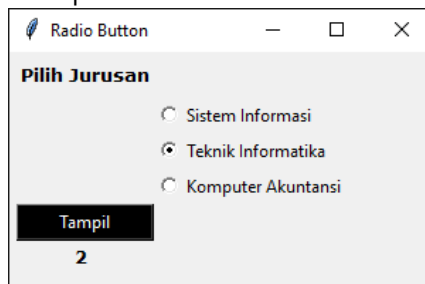 Radio Button
Pilih Jurusan
Sistem Informasi
Teknik Informatika
Komputer Akuntansi
Tampil
2